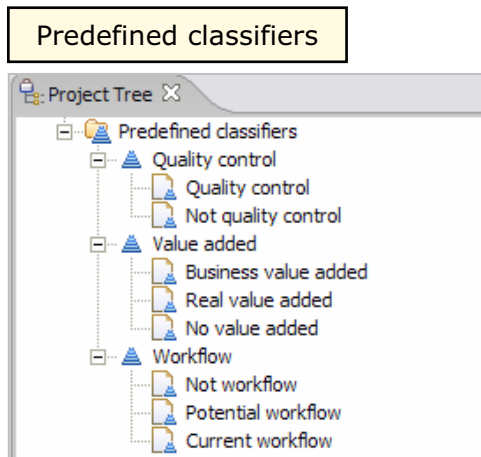 Predefined classifiers
Project Tree
Predefined classifiers
Quality control
Quality control
Not quality control
Value added
Business value added
Real value added
No value added
Workflow
Not workflow
Potential workflow
Current workflow